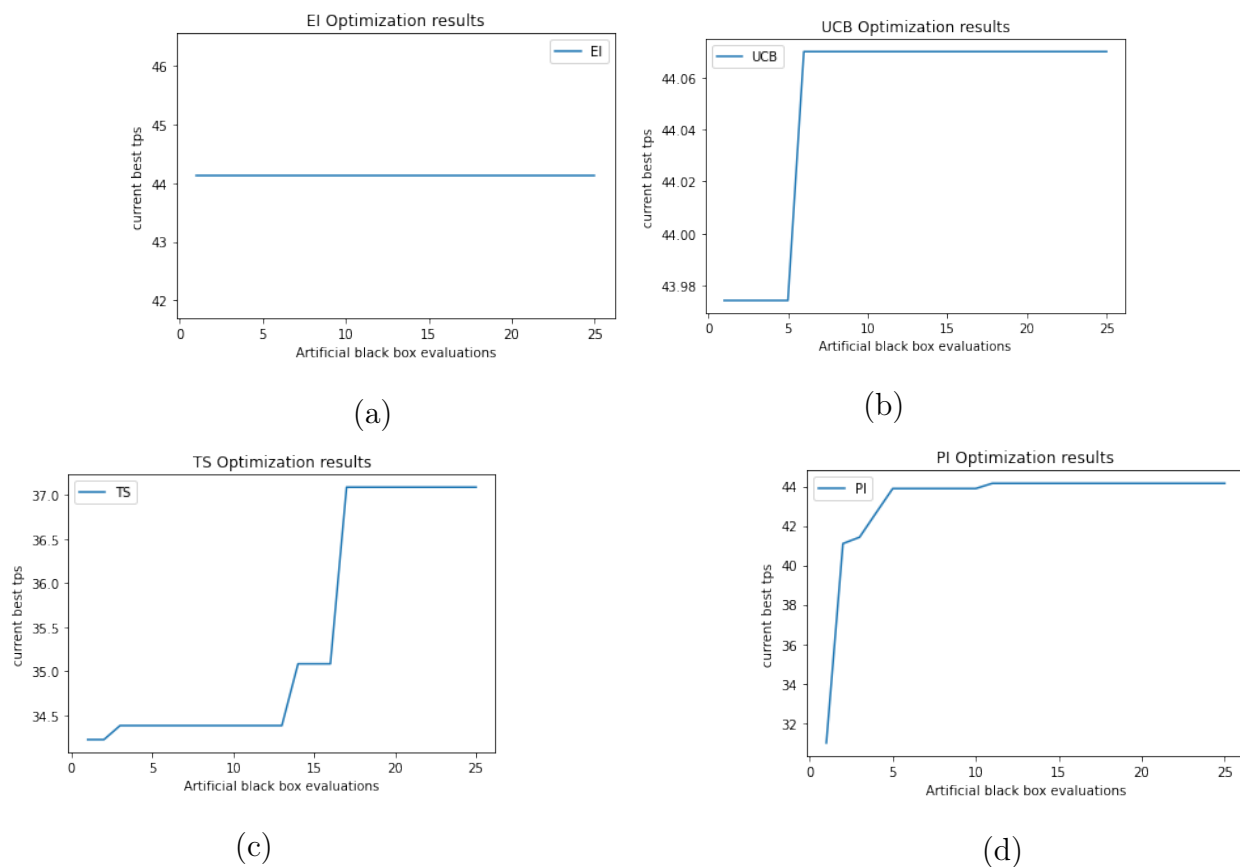 EI Optimization results
EI
46
45
44
43
42
current best tps
0 5 10 15 20 25
Artificial black box evaluations
(a)
UCB Optimization results
UCB
44.06
44.04
44.02
44.00
43.98
current best tps
0 5 10 15 20 25
Artificial black box evaluations
(b)
TS Optimization results
TS
37.0
36.5
36.0
35.5
35.0
34.5
current best tps
0 5 10 15 20 25
Artificial black box evaluations
(c)
PI Optimization results
PI
44
42
40
38
36
34
32
current best tps
0 5 10 15 20 25
Artificial black box evaluations
(d)